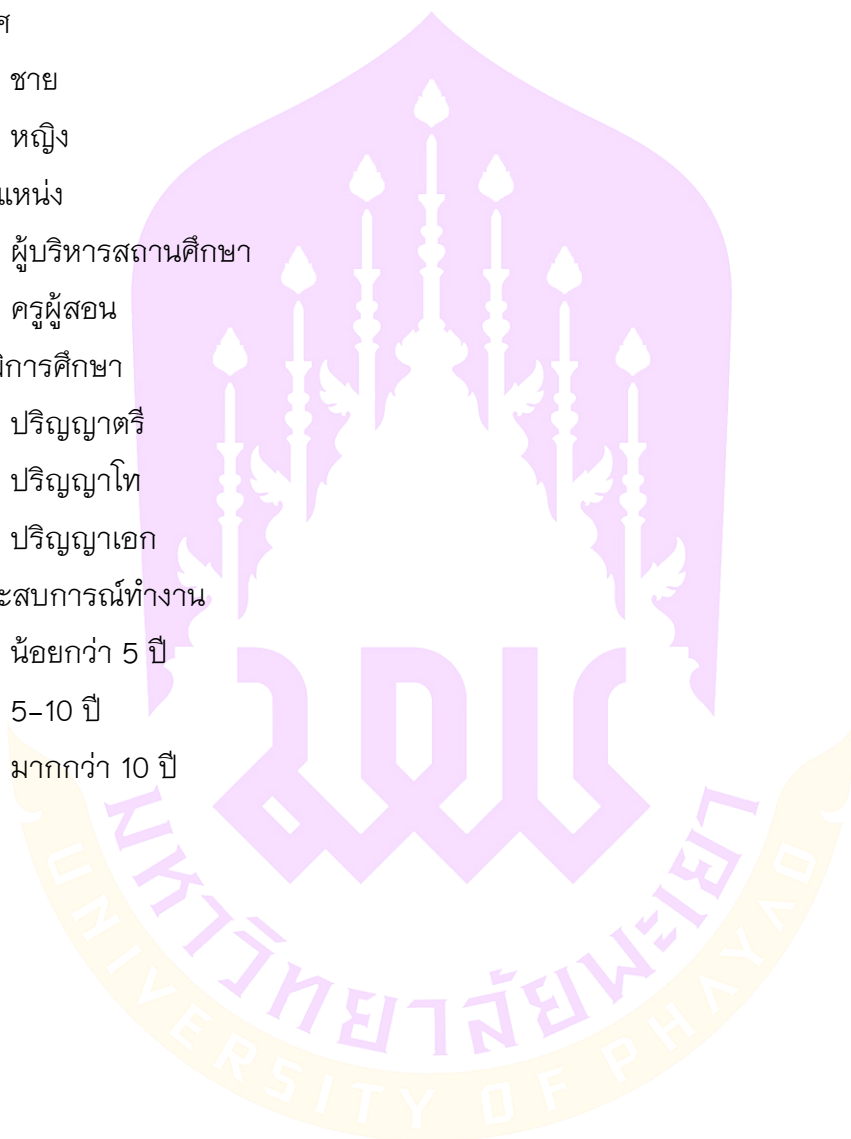 ศ
ชาย
หญิง
แหน่ง
ผู้บริหารสถานศึกษา
ครูผู้สอน
ิการศึกษา
ปริญญาตรี
ปริญญาโท
ปริญญาเอก
ะสบการณ์ทำงาน
น้อยกว่า 5 ปี
5–10 ปี
มากกว่า 10 ปี
มหาวิทยาลัยพะเยา
UNIVERSITY OF PHAYAO